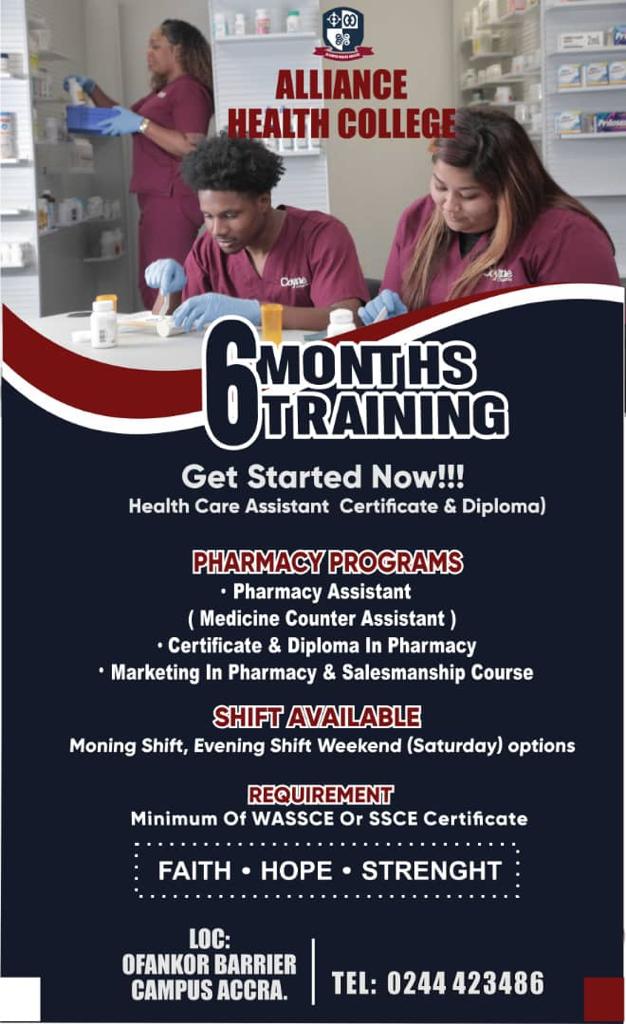 ALLIANCE
HEALTH COLLEGE
6 MONTHS
TRAINING
Get Started Now!!!
Health Care Assistant Certificate & Diploma)
PHARMACY PROGRAMS
• Pharmacy Assistant
( Medicine Counter Assistant )
• Certificate & Diploma In Pharmacy
• Marketing In Pharmacy & Salesmanship Course
SHIFT AVAILABLE
Moning Shift, Evening Shift Weekend (Saturday) options
REQUIREMENT
Minimum Of WASSCE Or SSCE Certificate
FAITH • HOPE • STRENGHT
LOC:
OFANKOR BARRIER
CAMPUS ACCRA.
TEL: 0244 423486